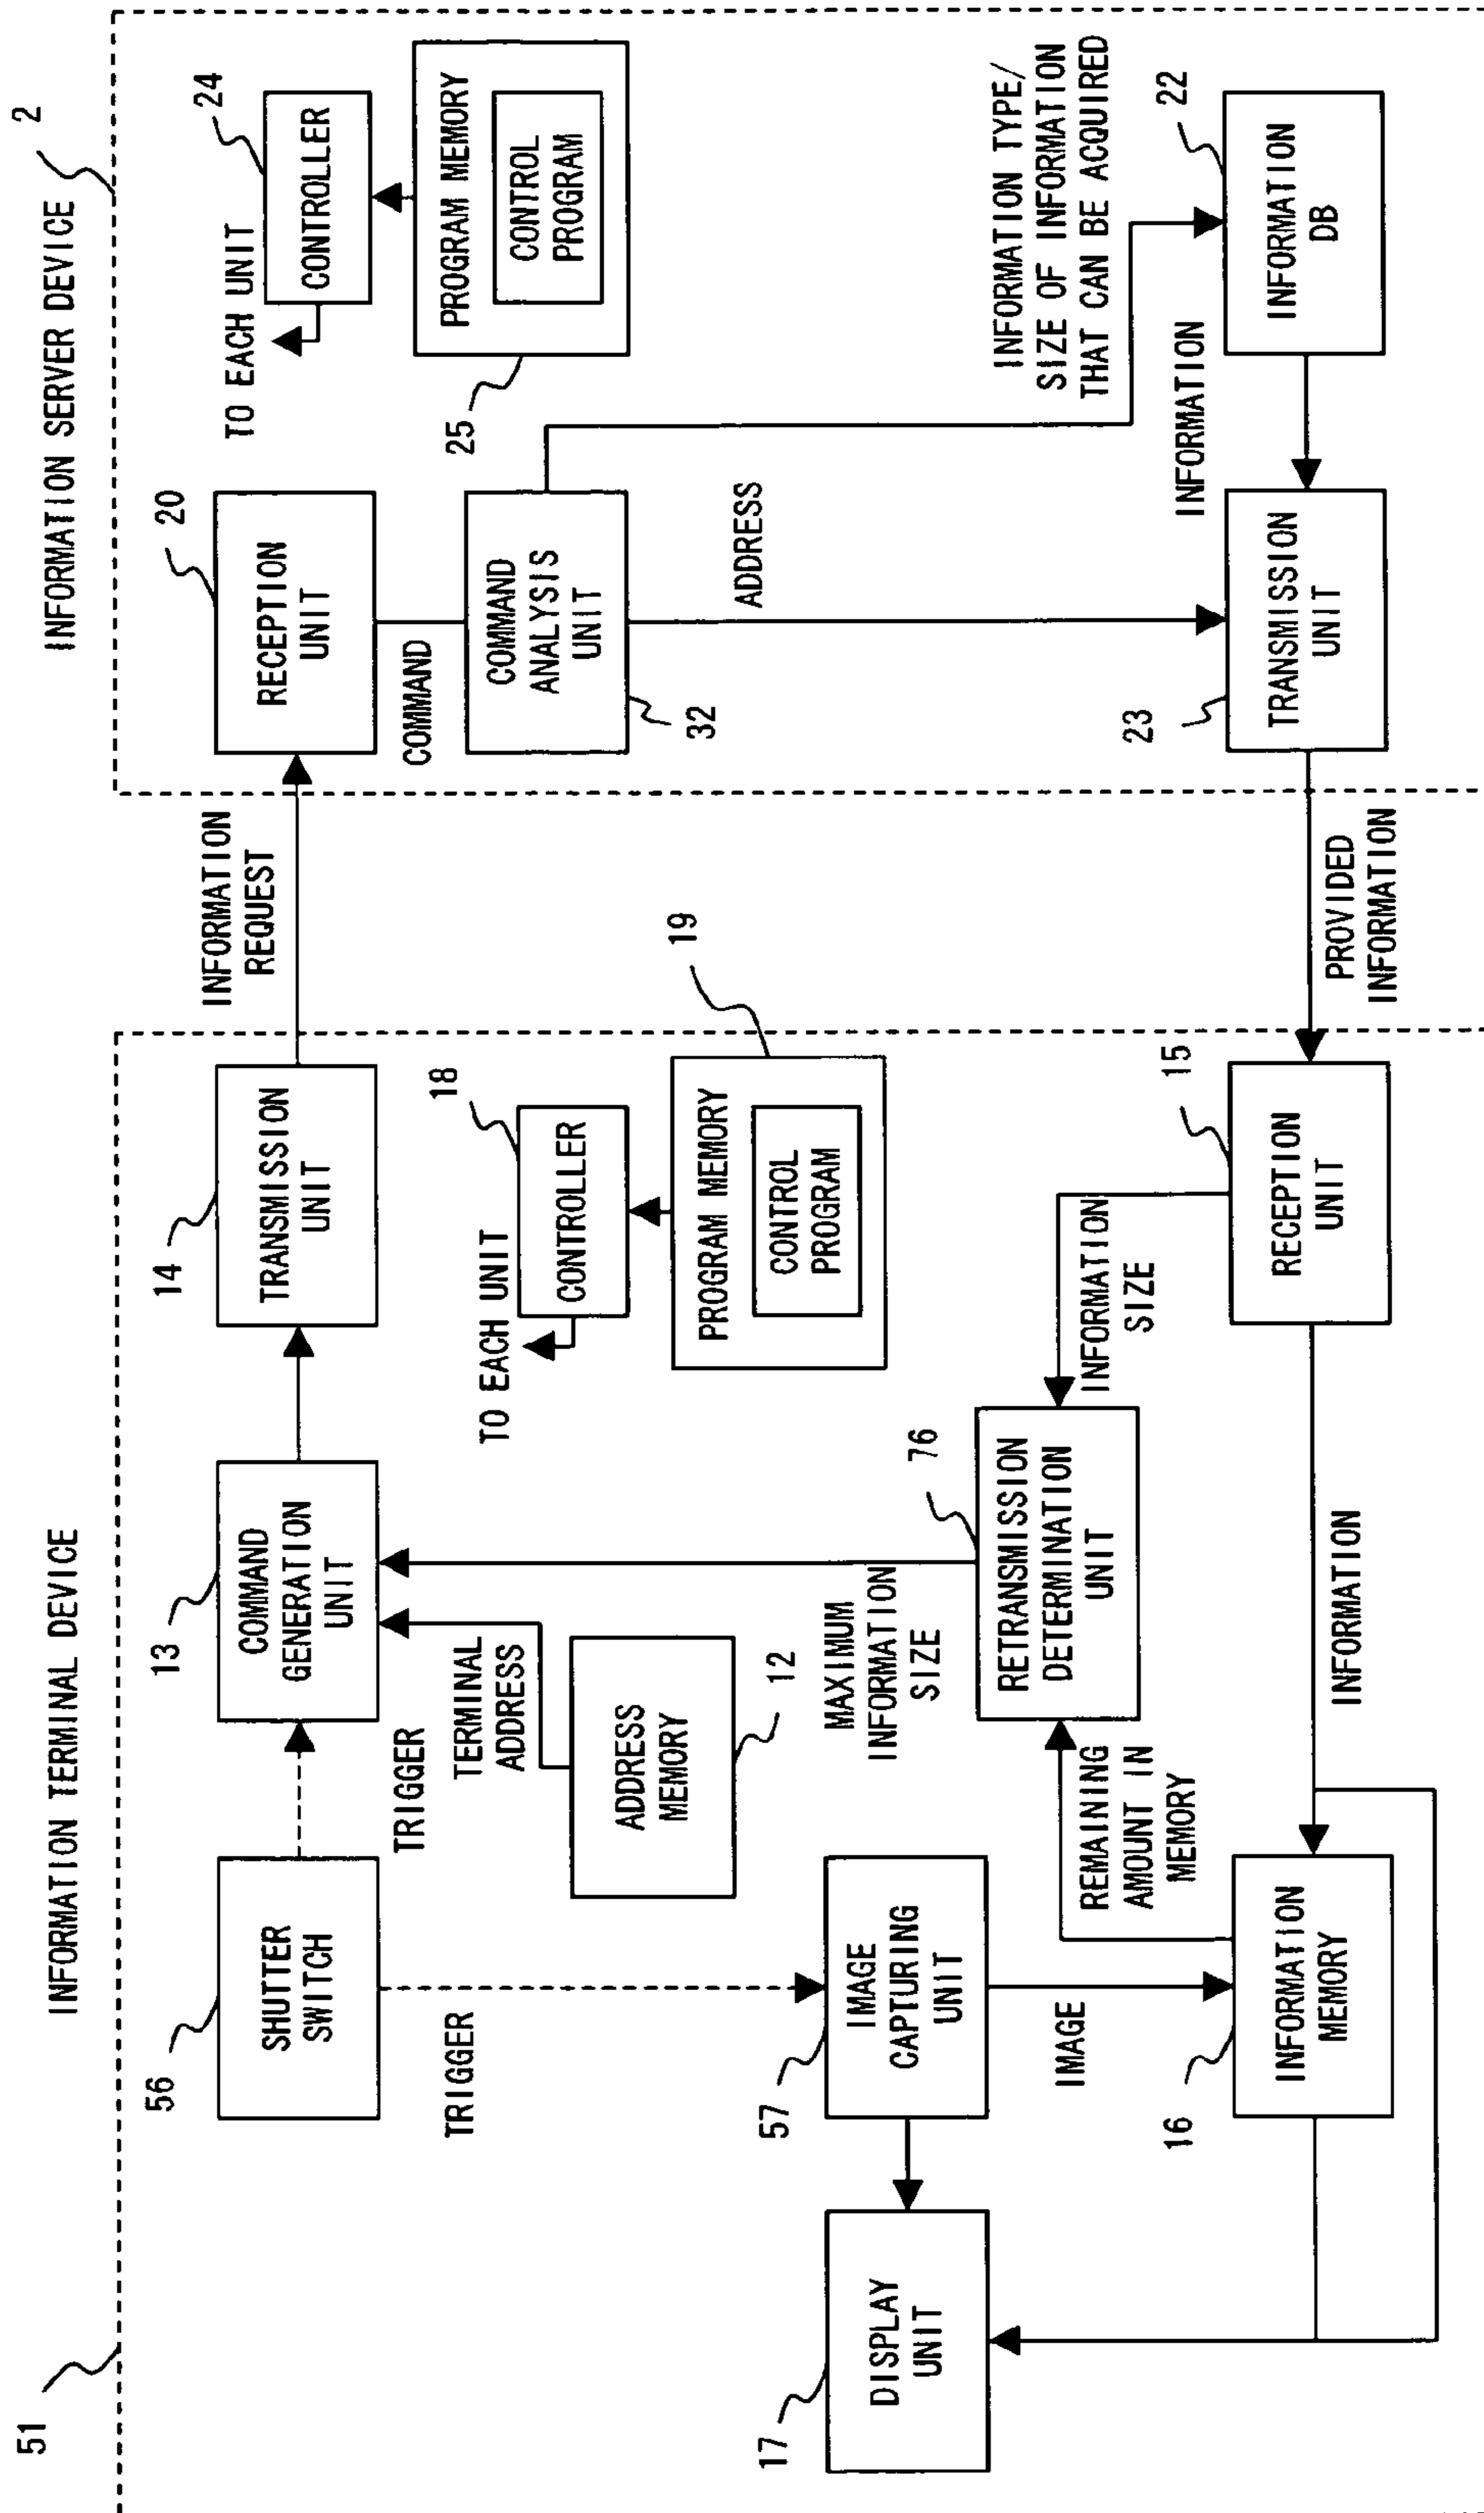 51
INFORMATION TERMINAL DEVICE
INFORMATION SERVER DEVICE
2
56
SHUTTER
SWITCH
13
COMMAND
GENERATION
UNIT
14
TRANSMISSION
UNIT
INFORMATION
REQUEST
20
RECEPTION
UNIT
TO EACH UNIT
24
CONTROLLER
PROGRAM MEMORY
CONTROL
PROGRAM
25
COMMAND
COMMAND
ANALYSIS
UNIT
32
TRIGGER
TRIGGER
TERMINAL
ADDRESS
ADDRESS
MEMORY
12
TO EACH UNIT
18
CONTROLLER
PROGRAM MEMORY
CONTROL
PROGRAM
19
ADDRESS
INFORMATION TYPE/
SIZE OF INFORMATION
THAT CAN BE ACQUIRED
17
DISPLAY
UNIT
57
IMAGE
CAPTURING
UNIT
MAXIMUM
INFORMATION
SIZE
76
RETRANSMISSION
DETERMINATION
UNIT
INFORMATION
SIZE
IMAGE
REMAINING
AMOUNT IN
MEMORY
16
INFORMATION
MEMORY
INFORMATION
15
RECEPTION
UNIT
PROVIDED
INFORMATION
23
TRANSMISSION
UNIT
INFORMATION
22
INFORMATION
DB